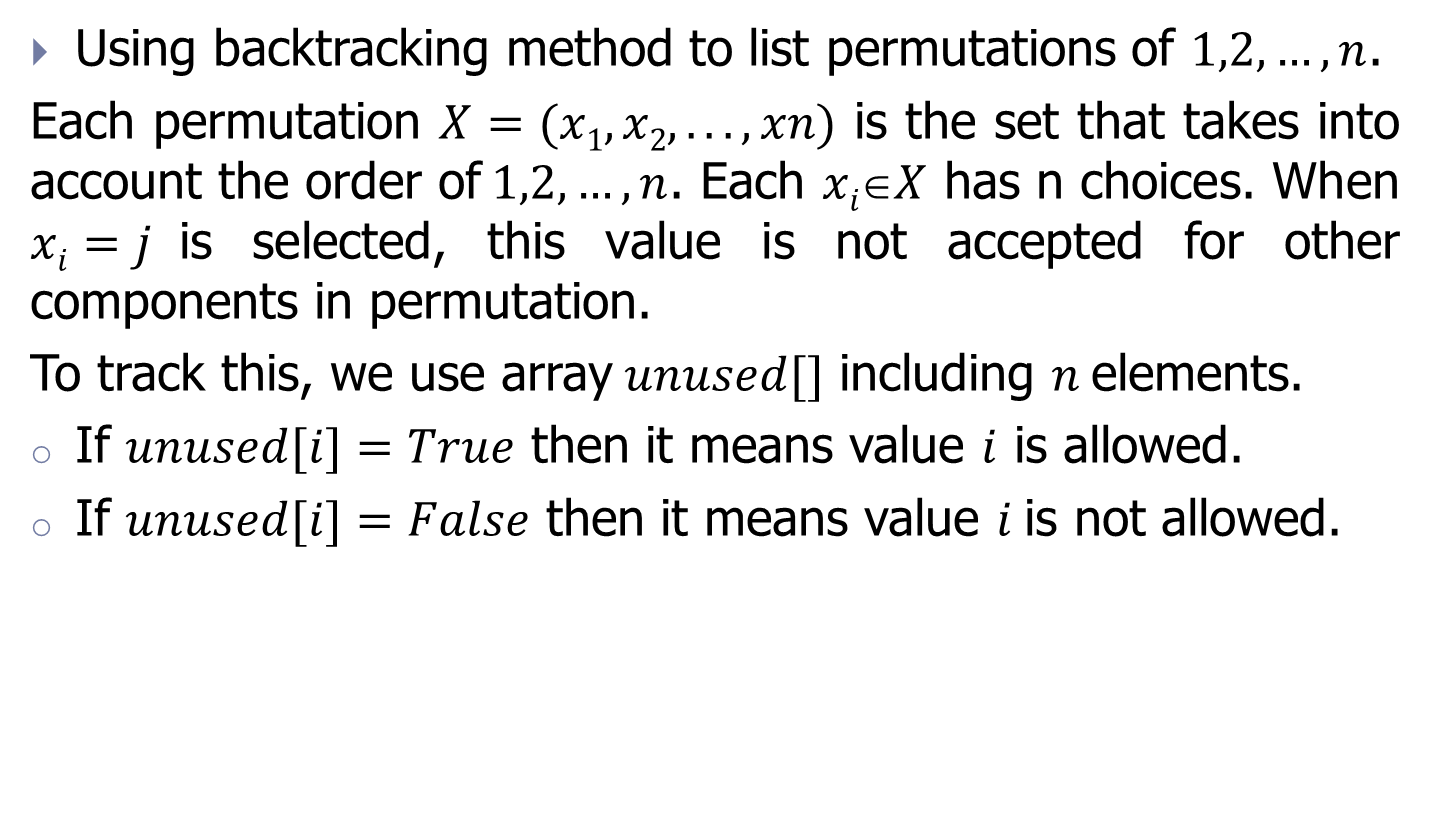 Using backtracking method to list permutations of 1,2, … , n.
Each permutation X = (x₁, x₂, . . . , xn) is the set that takes into
account the order of 1,2, … , n. Each xᵢ∈X has n choices. When
xᵢ = j is selected, this value is not accepted for other
components in permutation.
To track this, we use array unused[] including n elements.
○ If unused[i] = True then it means value i is allowed.
○ If unused[i] = False then it means value i is not allowed.